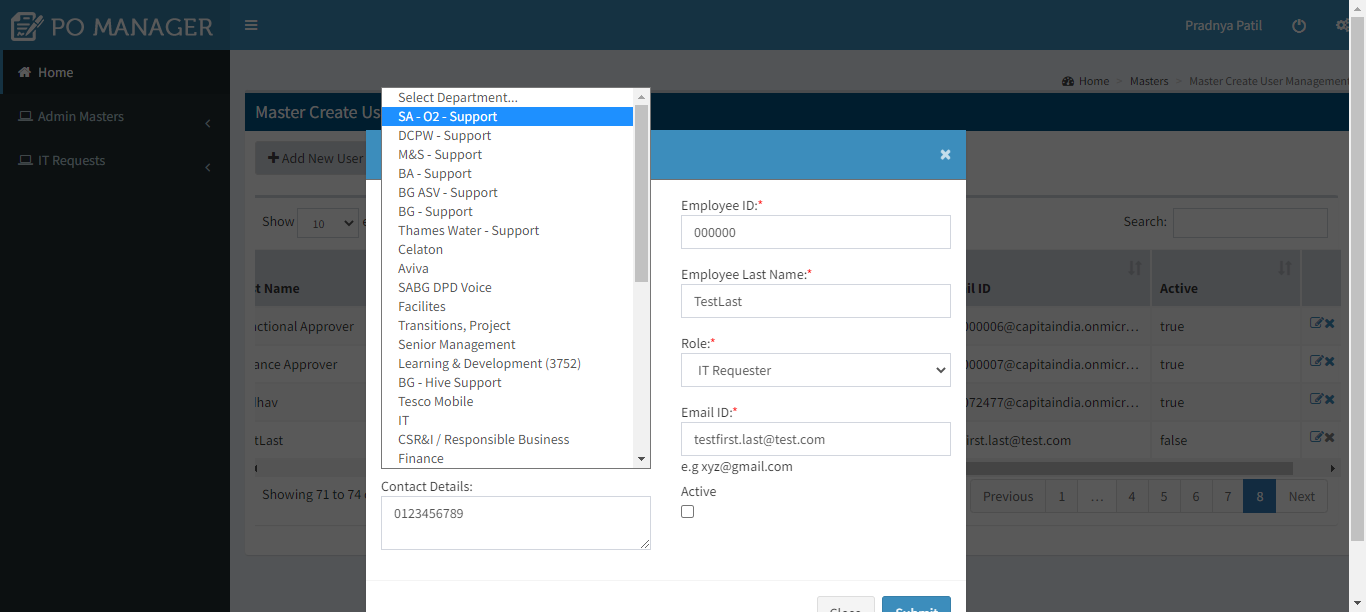 PO MANAGER
Pradnya Patil
Home
Admin Masters
IT Requests
Home > Masters > Master Create User Management
Master Create Us
Add New User
Show 10
Search:
Select Department...
SA - O2 - Support
DCPW - Support
M&S - Support
BA - Support
BG ASV - Support
BG - Support
Thames Water - Support
Celaton
Aviva
SABG DPD Voice
Facilites
Transitions, Project
Senior Management
Learning & Development (3752)
BG - Hive Support
Tesco Mobile
IT
CSR&I / Responsible Business
Finance
Contact Details:
0123456789
Employee ID:*
000000
Employee Last Name:*
TestLast
Role:*
IT Requester
Email ID:*
testfirst.last@test.com
e.g xyz@gmail.com
Active
Close
Submit
t Name
il ID
Active
nctional Approver
000006@capitaindia.onmicr...
true
ance Approver
000007@capitaindia.onmicr...
true
dhav
072477@capitaindia.onmicr...
true
tLast
irst.last@test.com
false
Showing 71 to 74
Previous 1 ... 4 5 6 7 8 Next